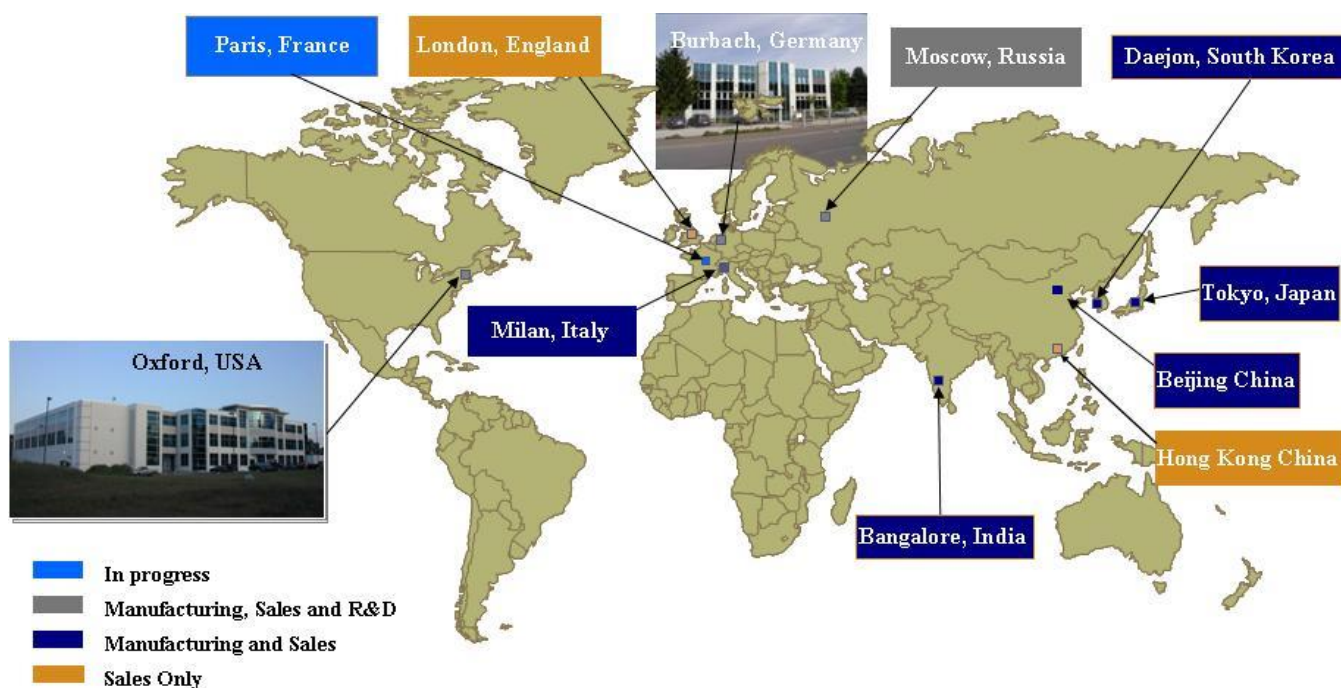 Paris, France
London, England
Burbach, Germany
Moscow, Russia
Daejon, South Korea
Tokyo, Japan
Milan, Italy
Oxford, USA
Beijing China
Hong Kong China
Bangalore, India
In progress
Manufacturing, Sales and R&D
Manufacturing and Sales
Sales Only